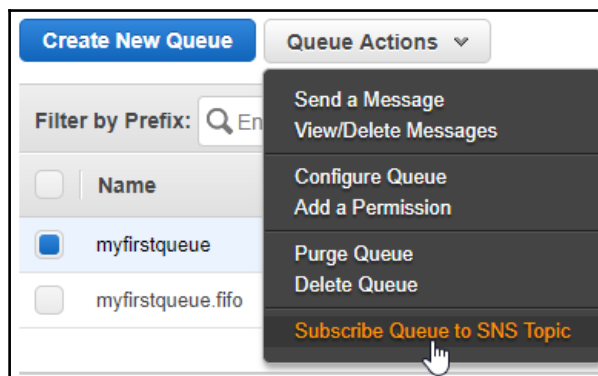 Create New Queue
Queue Actions
Filter by Prefix: En
Send a Message
View/Delete Messages
Configure Queue
Add a Permission
Purge Queue
Delete Queue
Subscribe Queue to SNS Topic
Name
myfirstqueue
myfirstqueue.fifo